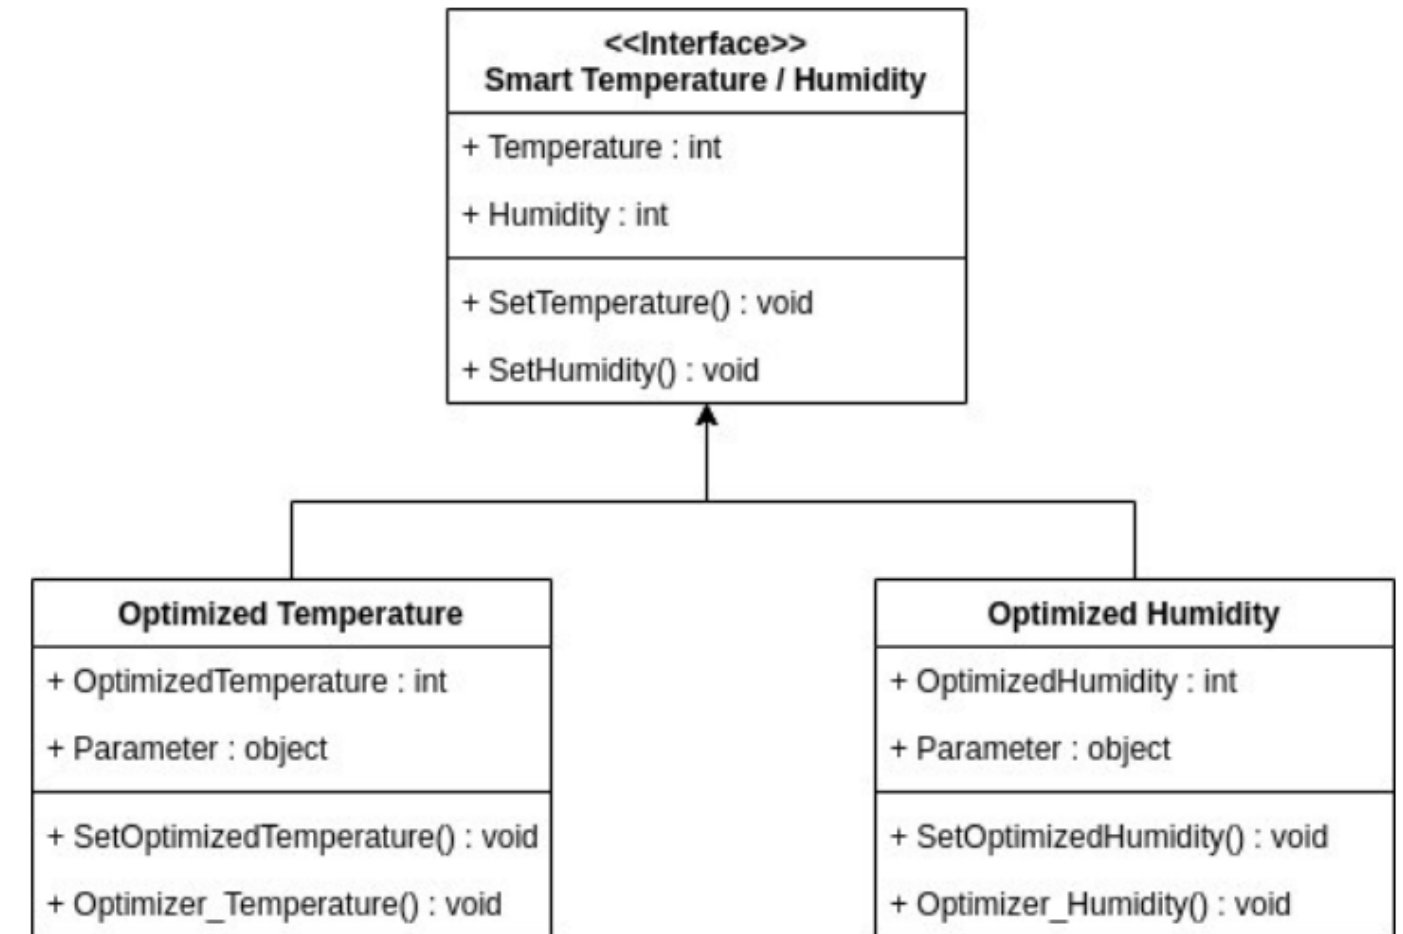 <<Interface>>
Smart Temperature / Humidity
+ Temperature : int
+ Humidity : int
+ SetTemperature() : void
+ SetHumidity() : void
Optimized Temperature
+ OptimizedTemperature : int
+ Parameter : object
+ SetOptimizedTemperature() : void
+ Optimizer_Temperature() : void
Optimized Humidity
+ OptimizedHumidity : int
+ Parameter : object
+ SetOptimizedHumidity() : void
+ Optimizer_Humidity() : void